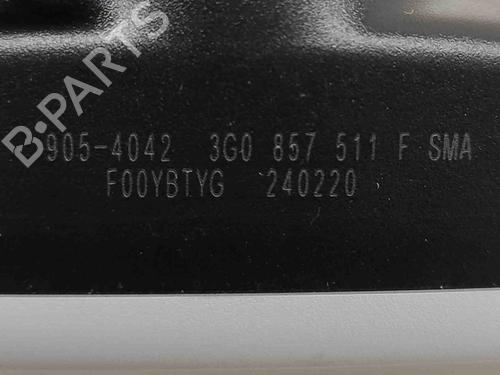 B-PARTS
905-4042 3G0 857 511 F SMA
F00YBTYG 240220